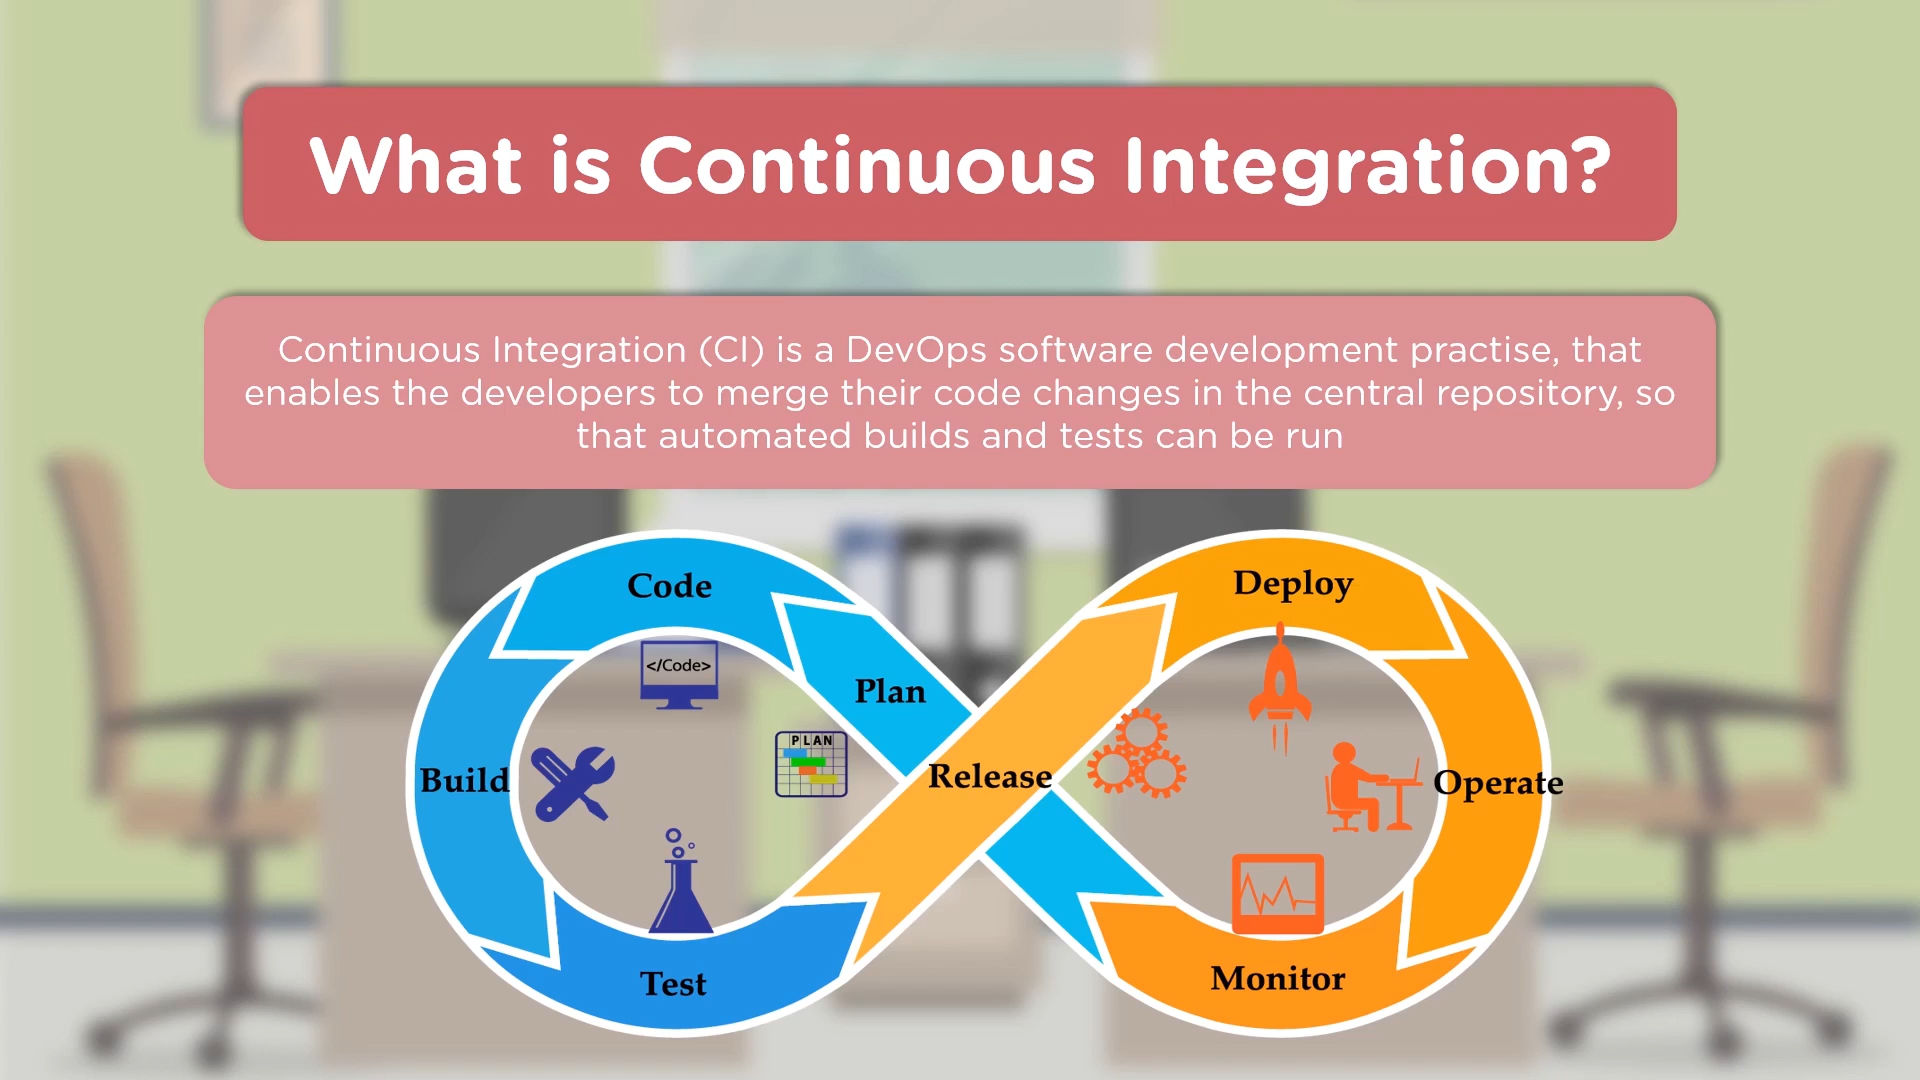 What is Continuous Integration?
Continuous Integration (CI) is a DevOps software development practise, that
enables the developers to merge their code changes in the central repository, so
that automated builds and tests can be run
Code
Deploy
</Code>
Plan
PLAN
Release
Build
Operate
Test
Monitor